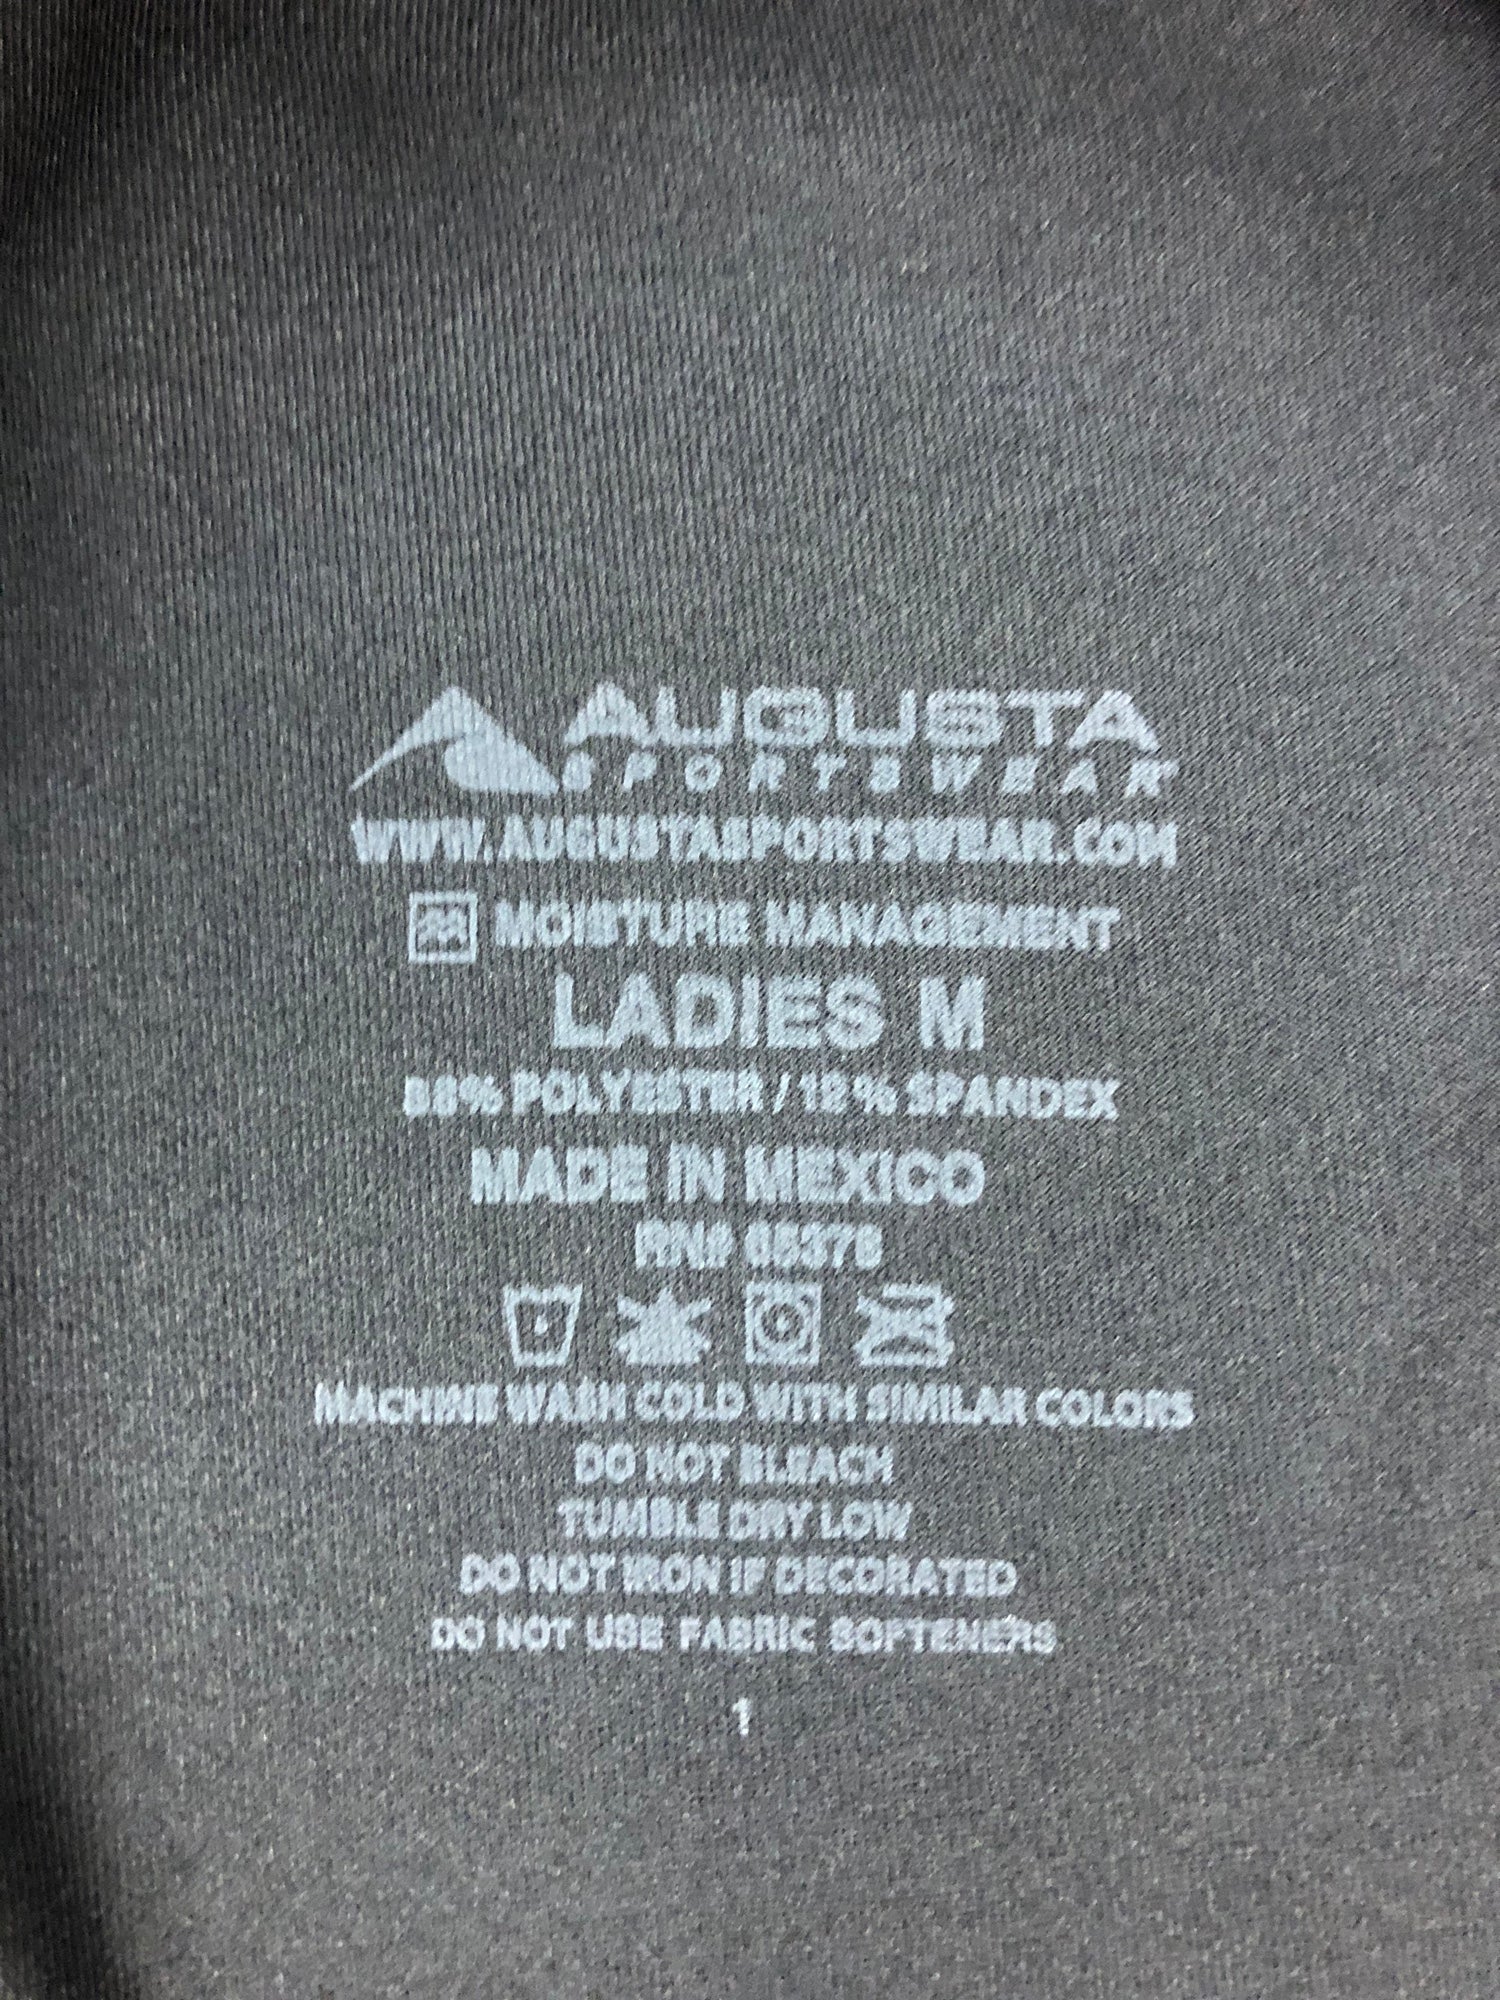 AUGUSTA
SPORTSWEAR®
WWW.AUGUSTASPORTSWEAR.COM
MOISTURE MANAGEMENT
LADIES M
88% POLYESTER / 12% SPANDEX
MADE IN MEXICO
RN# 65378
MACHINE WASH COLD WITH SIMILAR COLORS
DO NOT BLEACH
TUMBLE DRY LOW
DO NOT IRON IF DECORATED
DO NOT USE FABRIC SOFTENERS
1